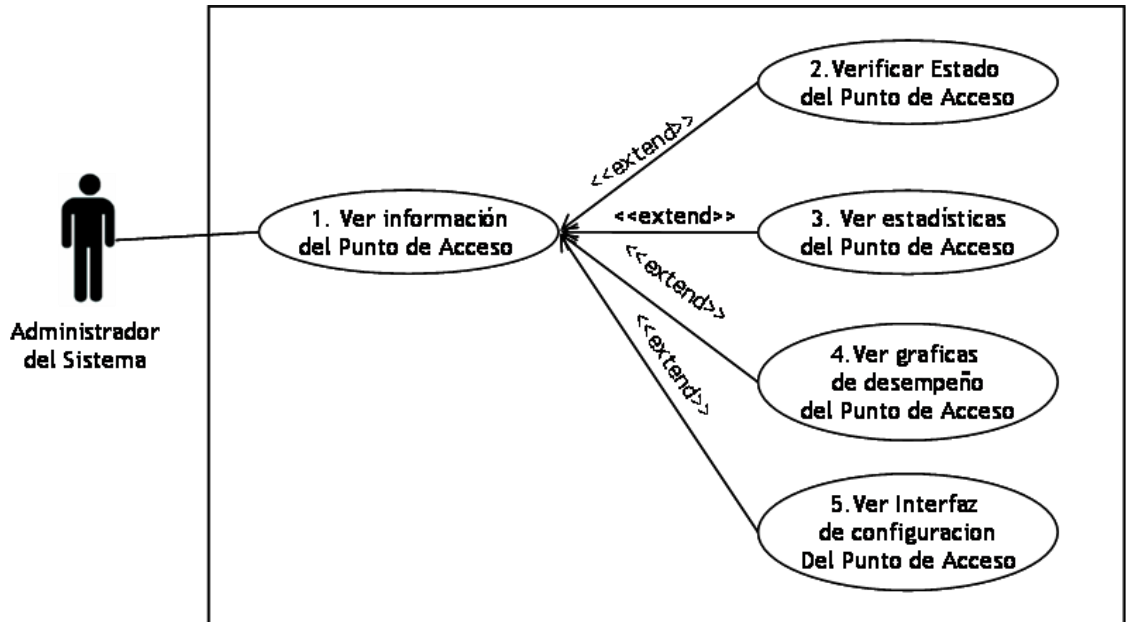 2. Verificar Estado
del Punto de Acceso
<<extend>>
1. Ver información
del Punto de Acceso
<<extend>>
3. Ver estadísticas
del Punto de Acceso
<<extend>>
<<extend>>
Administrador
del Sistema
4. Ver graficas
de desempeño
del Punto de Acceso
5. Ver Interfaz
de configuracion
Del Punto de Acceso